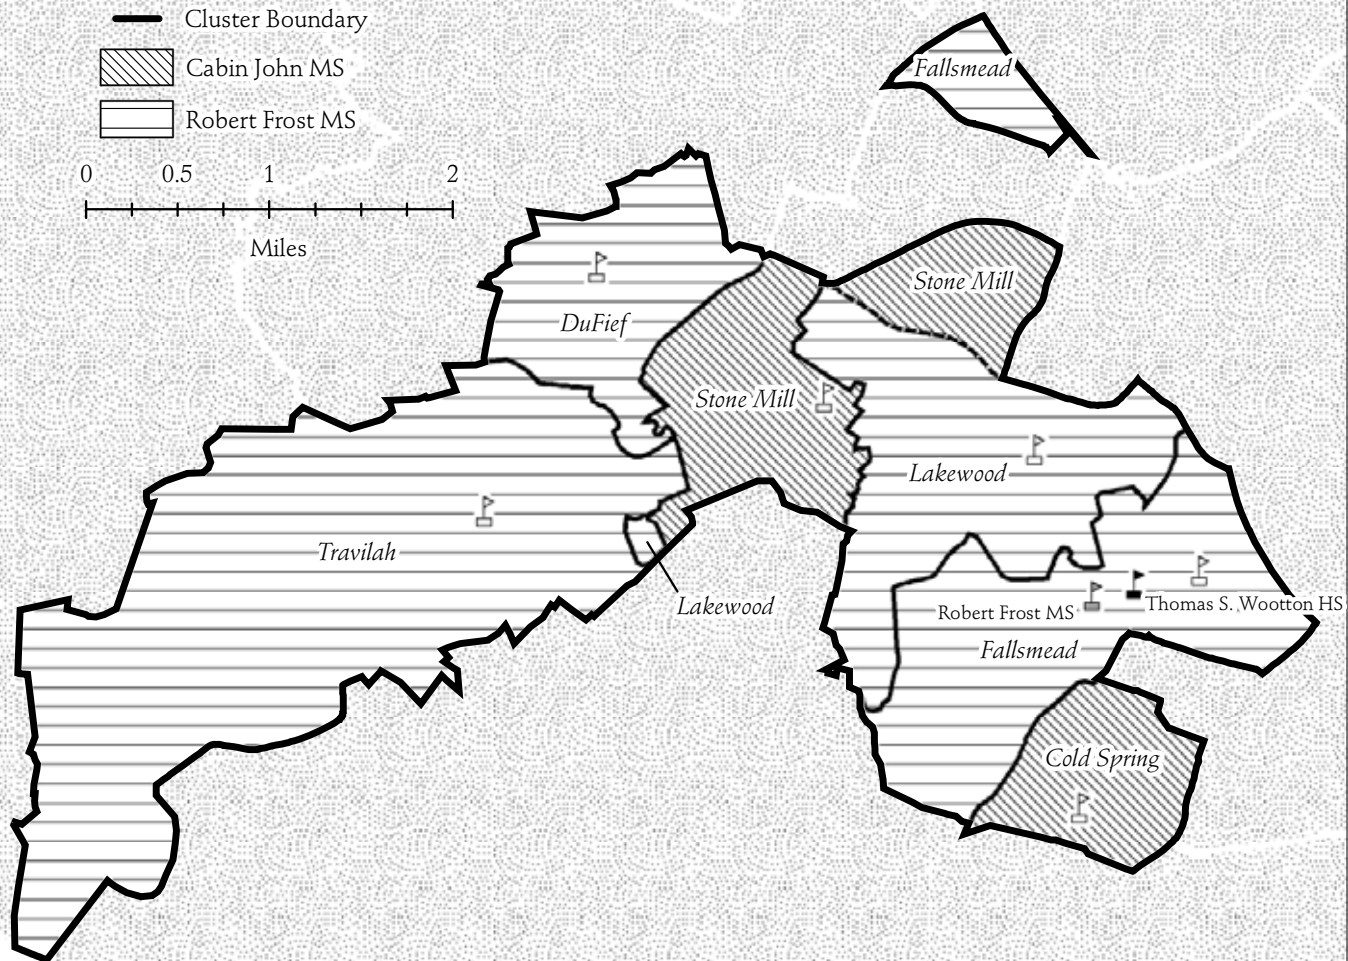 Cluster Boundary
Cabin John MS
Robert Frost MS
0 0.5 1 2
Miles
Fallsmead
Stone Mill
DuFief
Stone Mill
Lakewood
Travilah
Lakewood
Thomas S. Wootton HS
Robert Frost MS
Fallsmead
Cold Spring